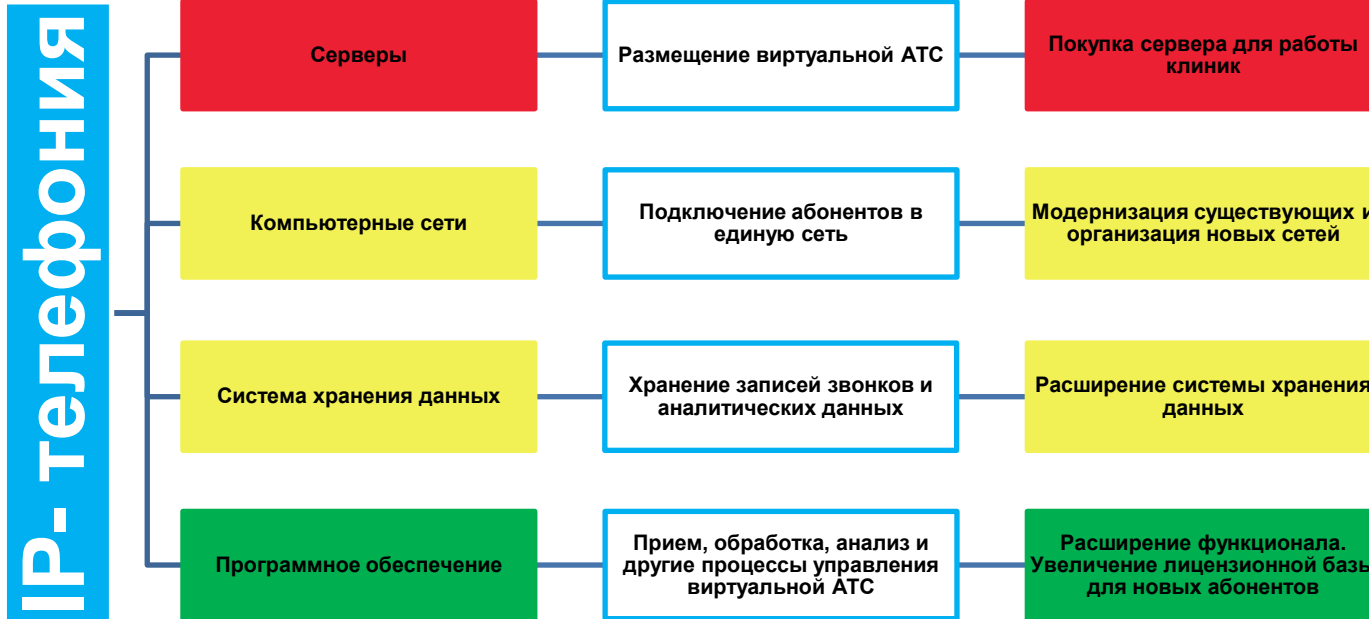 IP- телефония
Серверы
Размещение виртуальной АТС
Покупка сервера для работы
клиник
Компьютерные сети
Подключение абонентов в
единую сеть
Модернизация существующих и
организация новых сетей
Система хранения данных
Хранение записей звонков и
аналитических данных
Расширение системы хранения
данных
Программное обеспечение
Прием, обработка, анализ и
другие процессы управления
виртуальной АТС
Расширение функционала.
Увеличение лицензионной базы
для новых абонентов